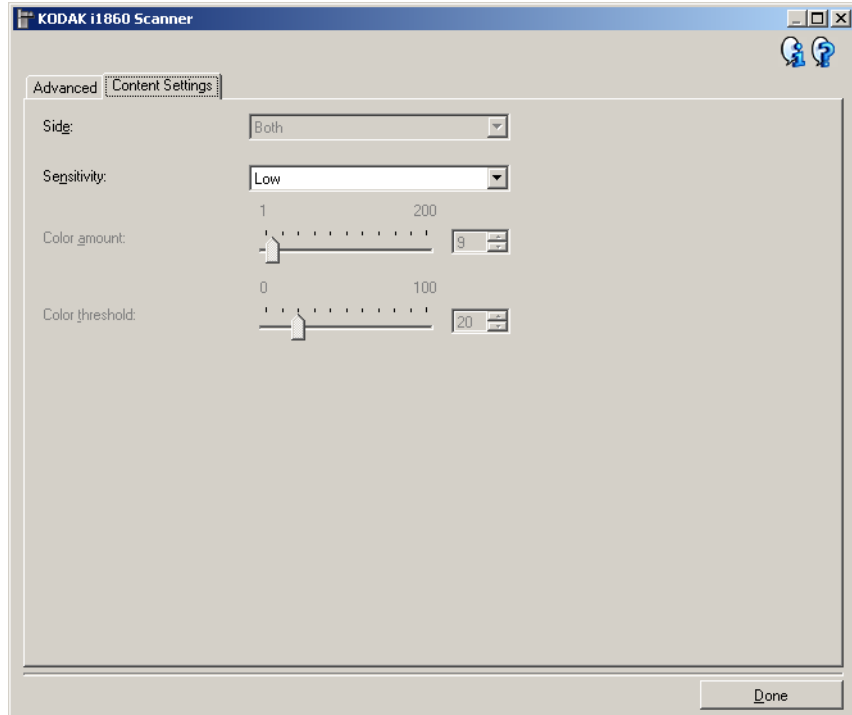 KODAK i1860 Scanner
Advanced Content Settings
Side: Both
Sensitivity: Low
1 200
Color amount: 9
0 100
Color threshold: 20
Done